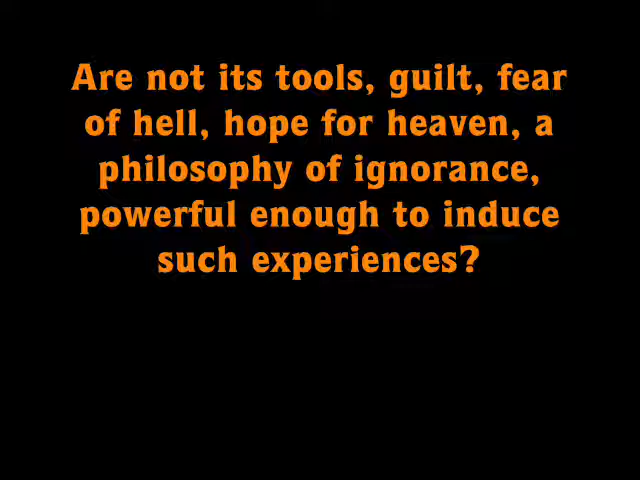 Are not its tools, guilt, fear
of hell, hope for heaven, a
philosophy of ignorance,
powerful enough to induce
such experiences?